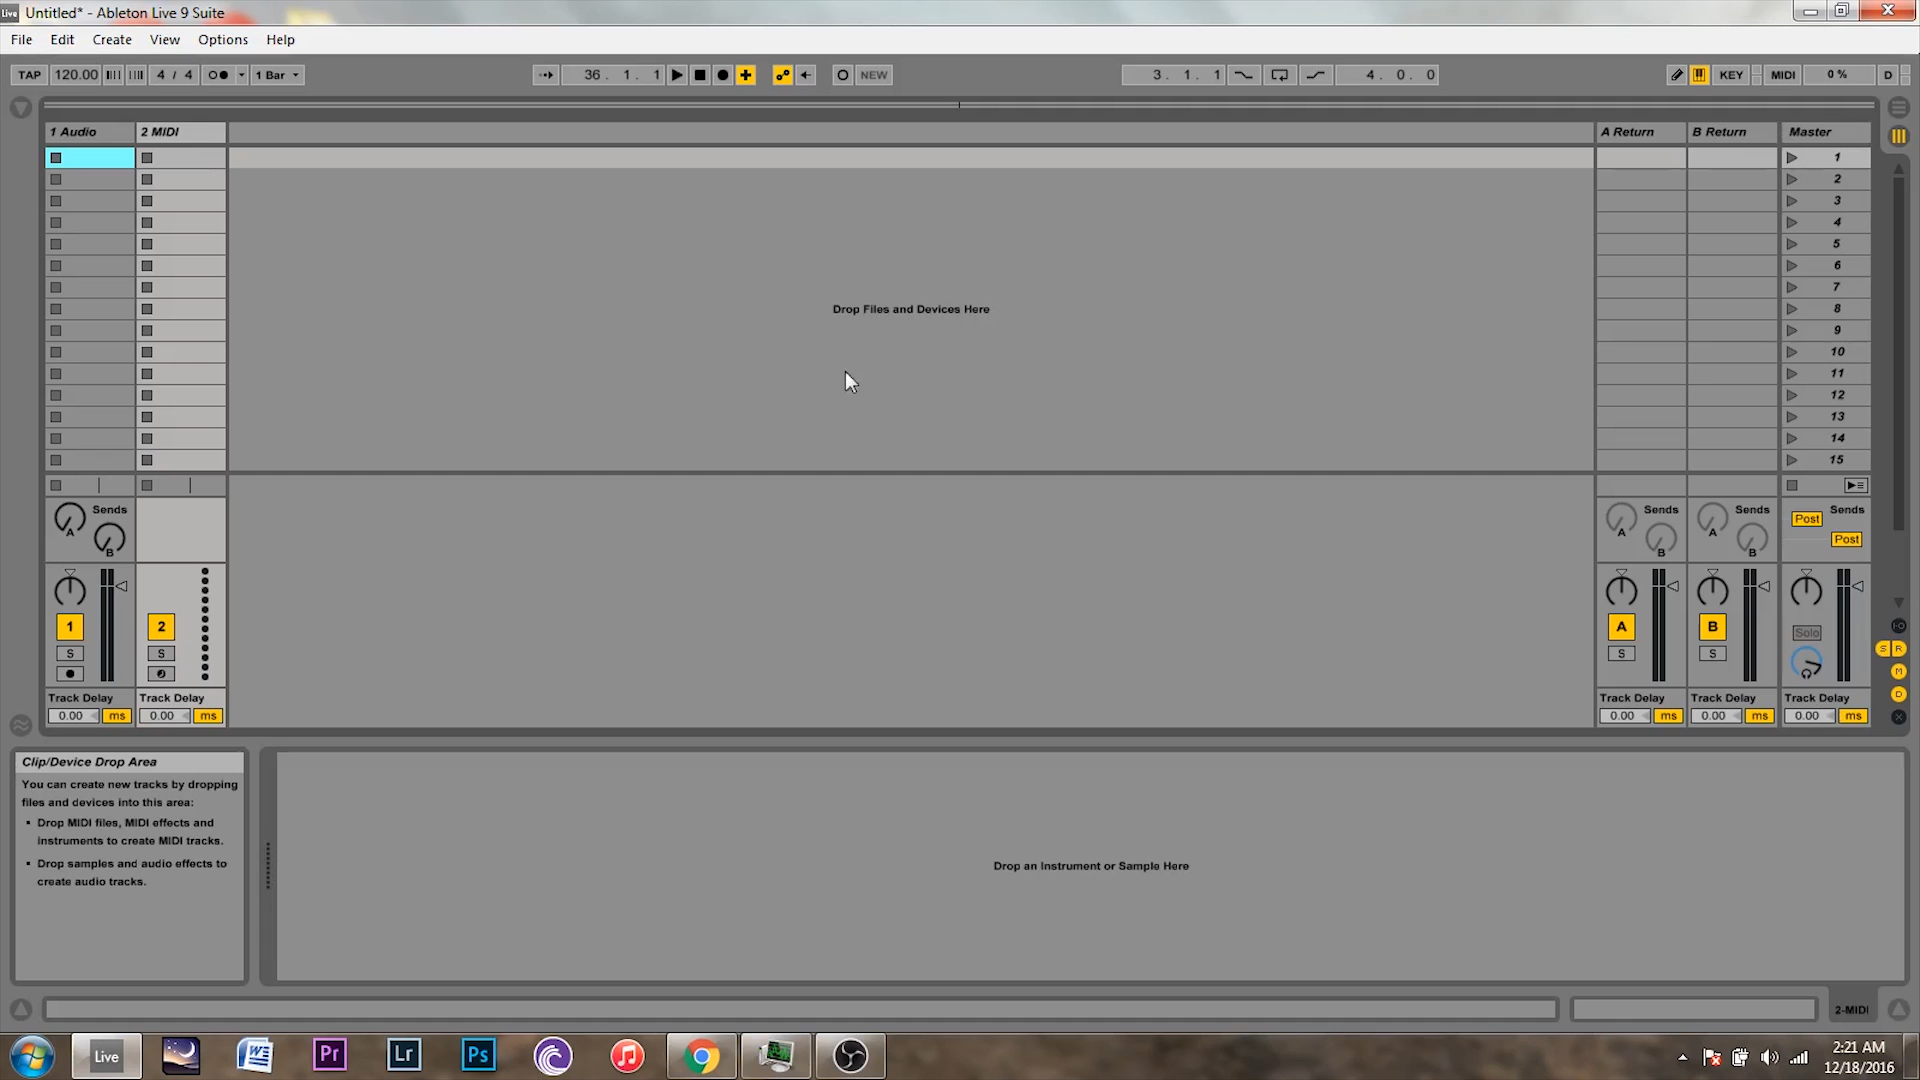 Live Untitled* - Ableton Live 9 Suite
File Edit Create View Options Help
TAP 120.00 4 / 4 1 Bar 36 . 1 . 1 NEW 3 . 1 . 1 4 . 0 . 0 KEY MIDI 0 % D
1 Audio 2 MIDI A Return B Return Master
1
2
3
4
5
6
7
8
9
10
11
12
13
14
15
Drop Files and Devices Here
Sends Sends Sends Post Sends
A B A B A B Post
1 2 A B Solo
S S S S
S R
M
D
Track Delay Track Delay Track Delay Track Delay Track Delay
0.00 ms 0.00 ms 0.00 ms 0.00 ms 0.00 ms
Clip/Device Drop Area
You can create new tracks by dropping
files and devices into this area:
Drop MIDI files, MIDI effects and
instruments to create MIDI tracks.
Drop samples and audio effects to
create audio tracks.
Drop an Instrument or Sample Here
2-MIDI
Live W Pr Lr Ps
2:21 AM
12/18/2016